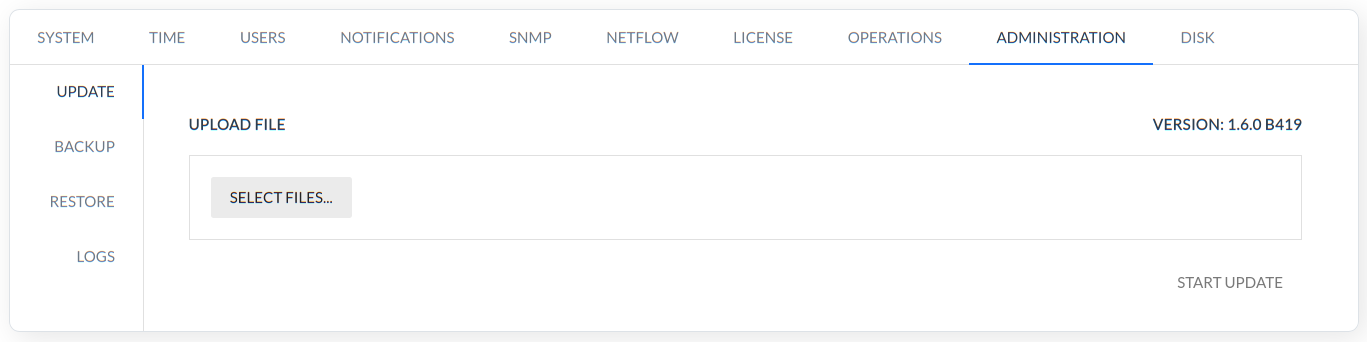 SYSTEM TIME USERS NOTIFICATIONS SNMP NETFLOW LICENSE OPERATIONS ADMINISTRATION DISK
UPDATE
BACKUP
RESTORE
LOGS
UPLOAD FILE VERSION: 1.6.0 B419
SELECT FILES...
START UPDATE